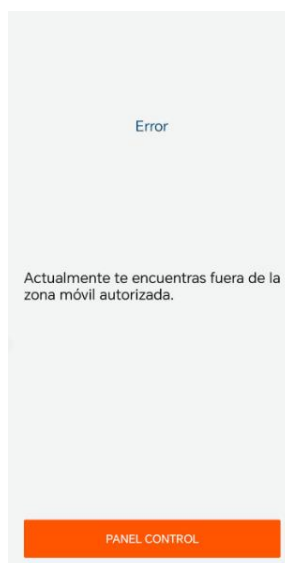 Error
Actualmente te encuentras fuera de la
zona móvil autorizada.
PANEL CONTROL